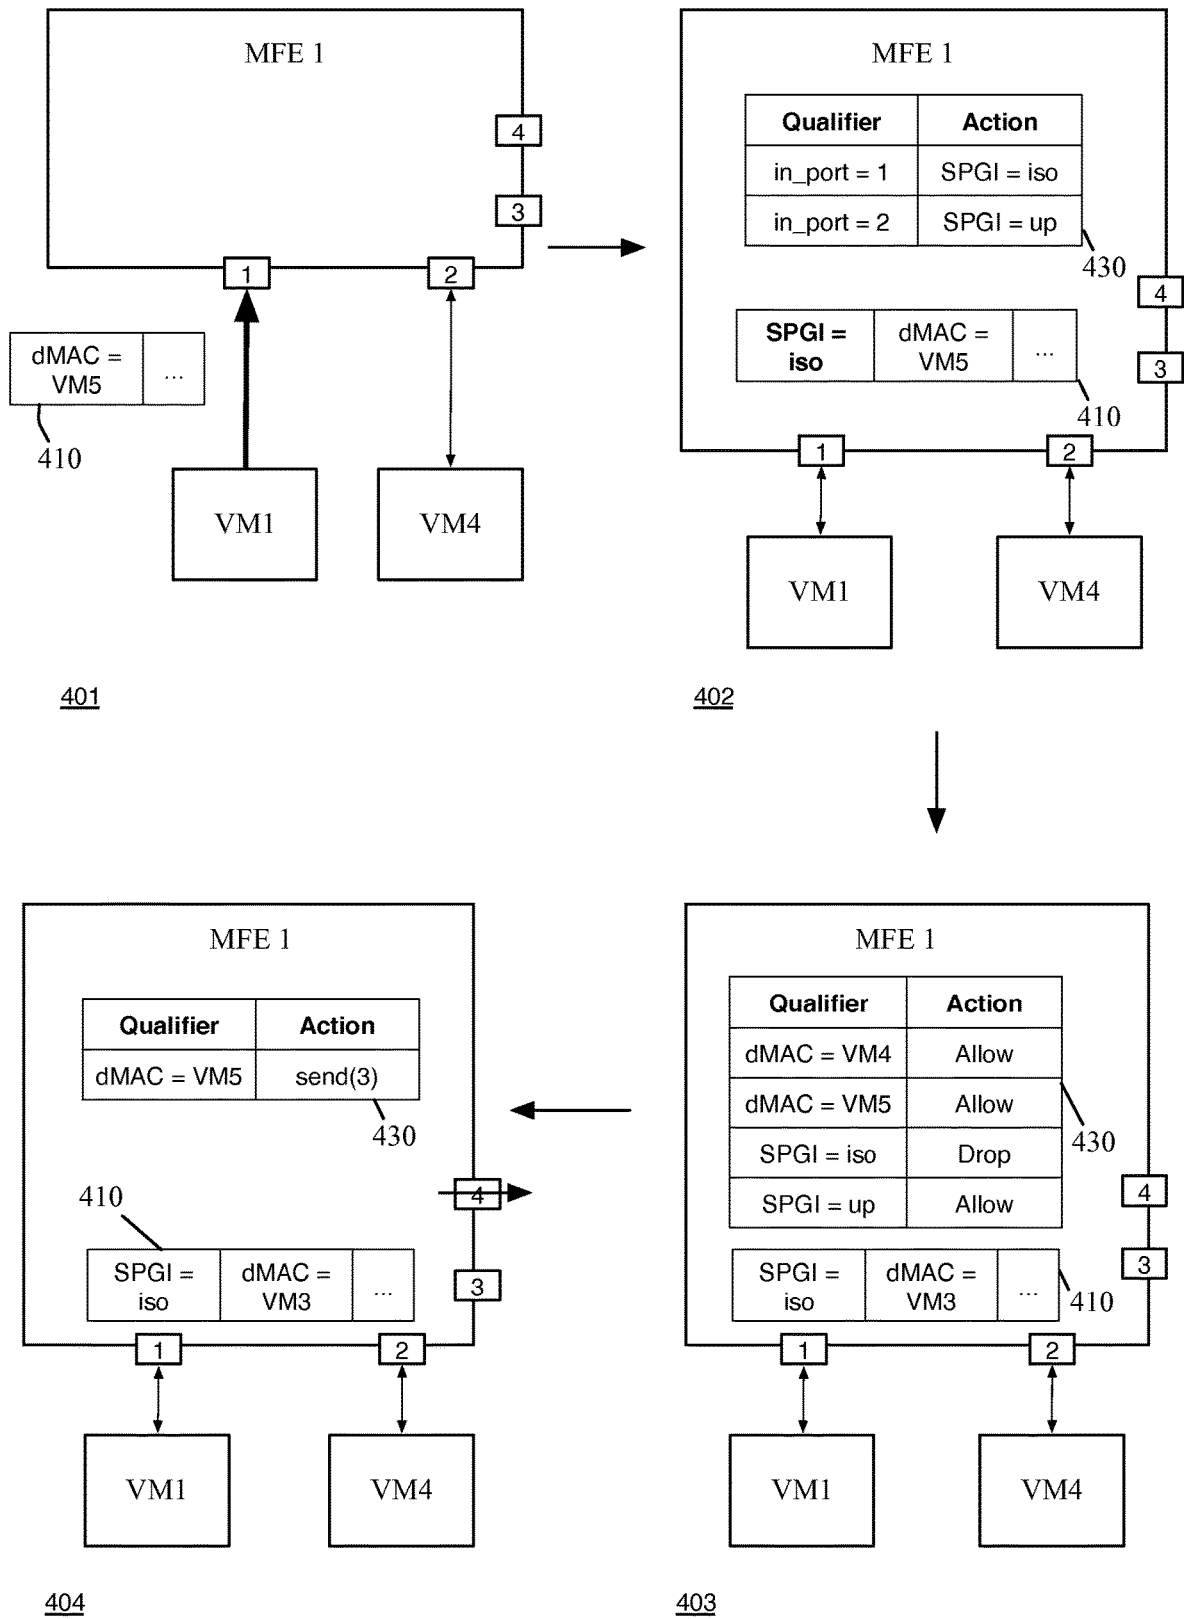 MFE 1
4
3
1
2
dMAC =
VM5
...
410
VM1
VM4
401
MFE 1
Qualifier
Action
in_port = 1
SPGI = iso
in_port = 2
SPGI = up
430
4
SPGI =
iso
dMAC =
VM5
...
3
410
1
2
VM1
VM4
402
MFE 1
Qualifier
Action
dMAC = VM4
Allow
dMAC = VM5
Allow
430
SPGI = iso
Drop
SPGI = up
Allow
4
3
SPGI =
iso
dMAC =
VM3
...
410
1
2
VM1
VM4
403
MFE 1
Qualifier
Action
dMAC = VM5
send(3)
430
410
4
SPGI =
iso
dMAC =
VM3
...
3
1
2
VM1
VM4
404